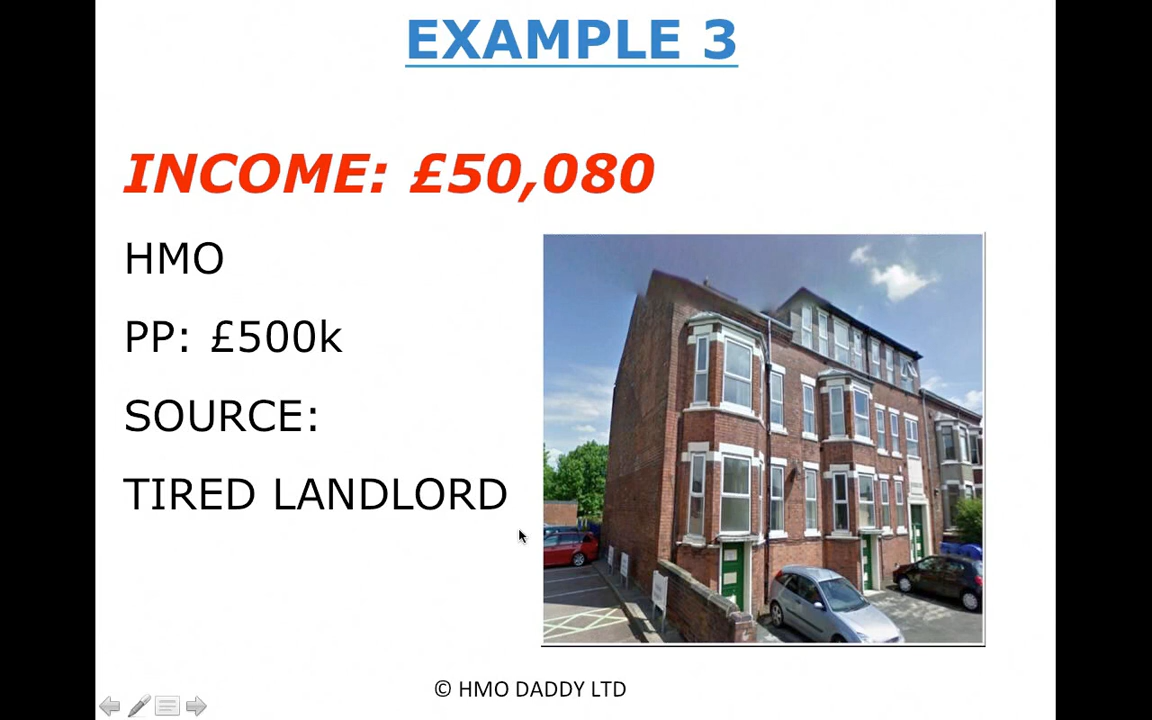 EXAMPLE 3
INCOME: £50,080
HMO
PP: £500k
SOURCE:
TIRED LANDLORD
© HMO DADDY LTD